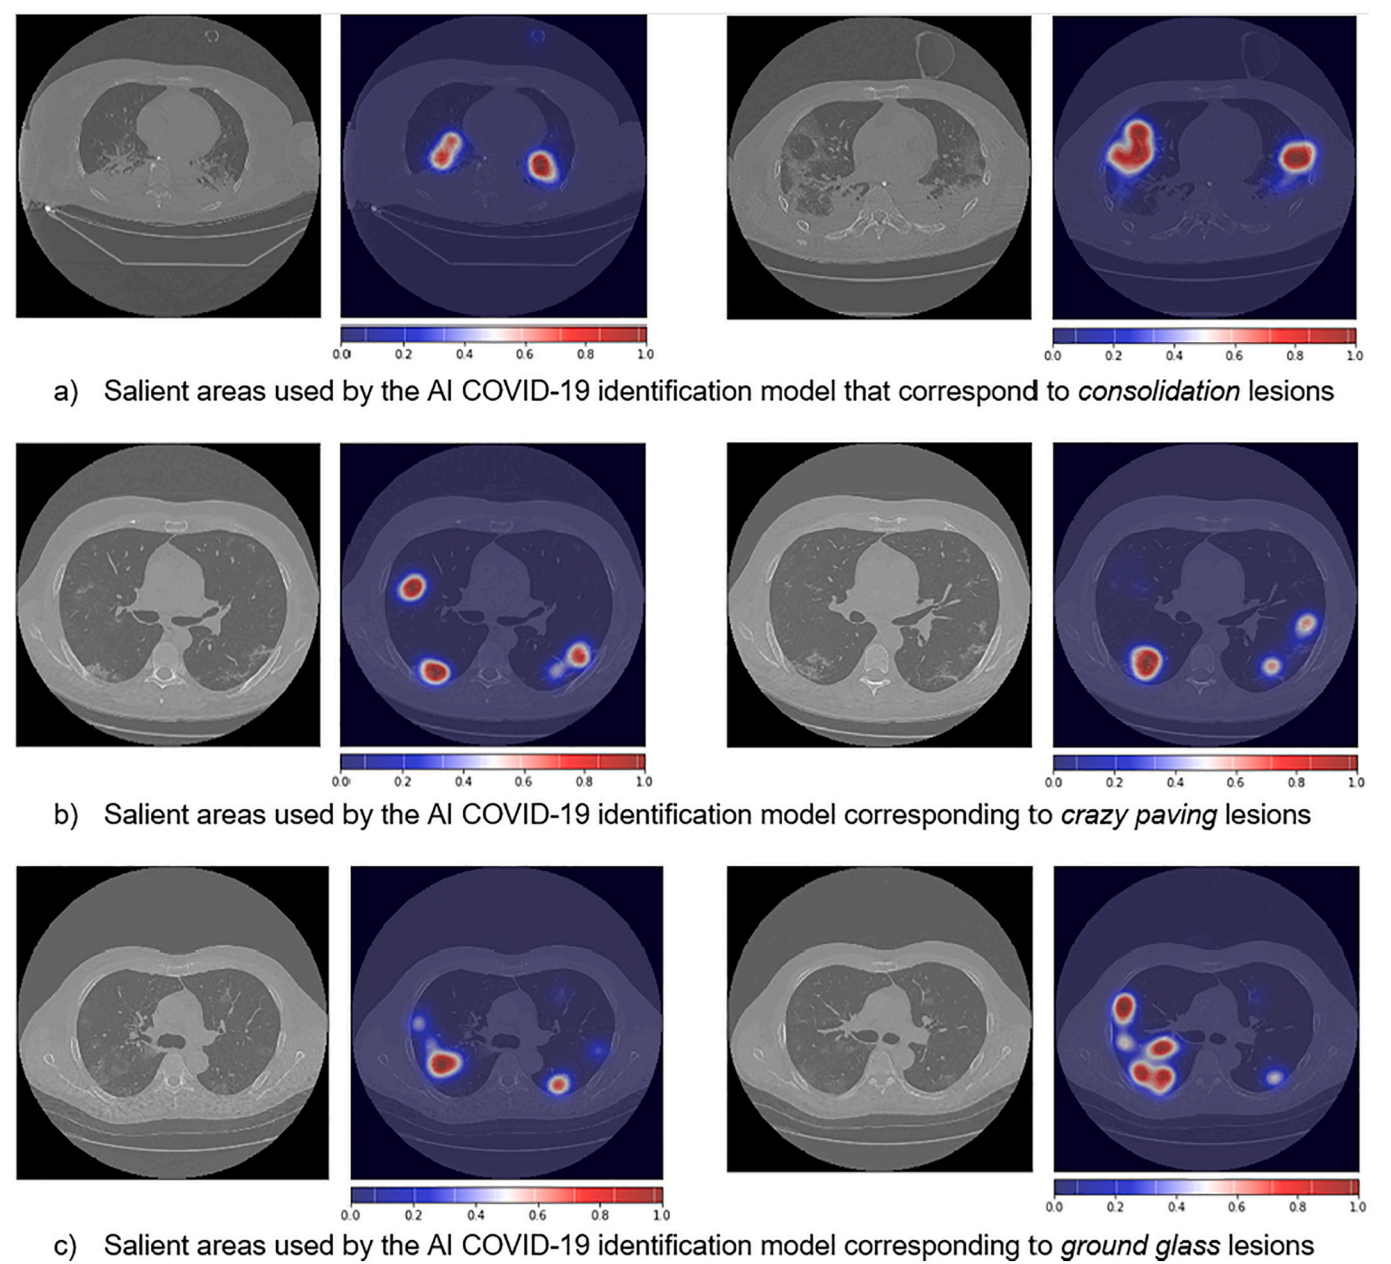 0.0 0.2 0.4 0.6 0.8 1.0 0.0 0.2 0.4 0.6 0.8 1.0
a) Salient areas used by the AI COVID-19 identification model that correspond to consolidation lesions
0.0 0.2 0.4 0.6 0.8 1.0 0.0 0.2 0.4 0.6 0.8 1.0
b) Salient areas used by the AI COVID-19 identification model corresponding to crazy paving lesions
0.0 0.2 0.4 0.6 0.8 1.0 0.0 0.2 0.4 0.6 0.8 1.0
c) Salient areas used by the AI COVID-19 identification model corresponding to ground glass lesions